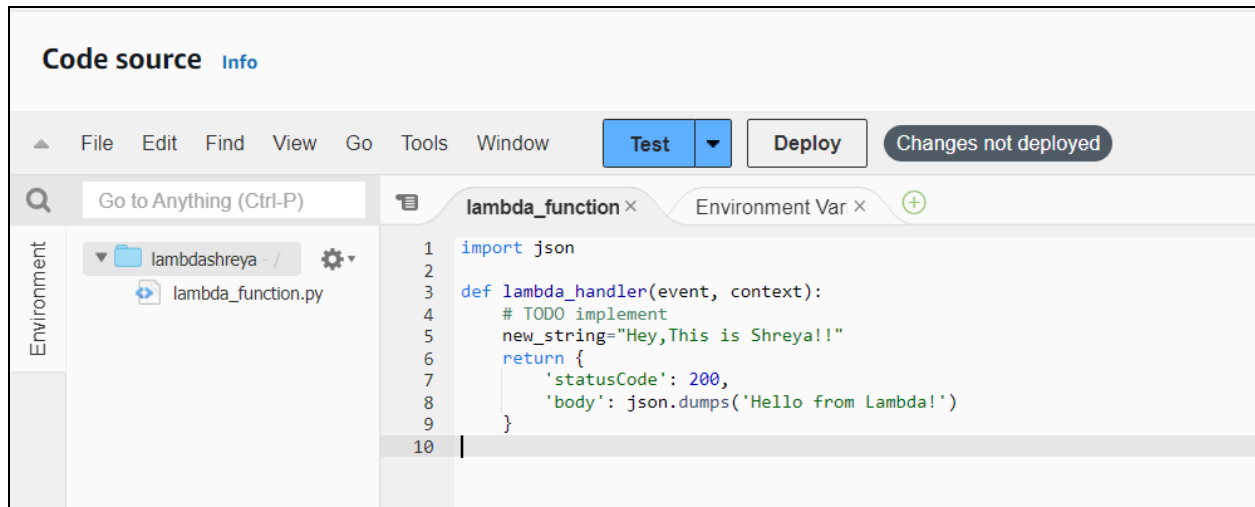 Code source Info
File Edit Find View Go Tools Window Test Deploy Changes not deployed
Go to Anything (Ctrl-P)
lambda_function × Environment Var ×
Environment
lambdashreya - /
lambda_function.py
1 import json
2
3 def lambda_handler(event, context):
4     # TODO implement
5     new_string="Hey,This is Shreya!!"
6     return {
7         'statusCode': 200,
8         'body': json.dumps('Hello from Lambda!')
9     }
10